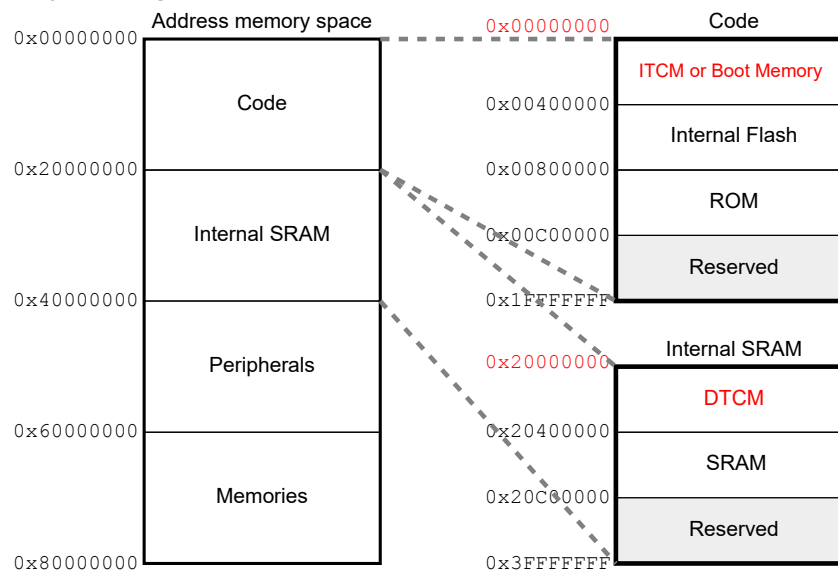 Address memory space
0x00000000
Code
0x20000000
Internal SRAM
0x40000000
Peripherals
0x60000000
Memories
0x80000000
Code
0x00000000
ITCM or Boot Memory
0x00400000
Internal Flash
0x00800000
ROM
0x00C00000
Reserved
0x1FFFFFFF
Internal SRAM
0x20000000
DTCM
0x20400000
SRAM
0x20C00000
Reserved
0x3FFFFFFF